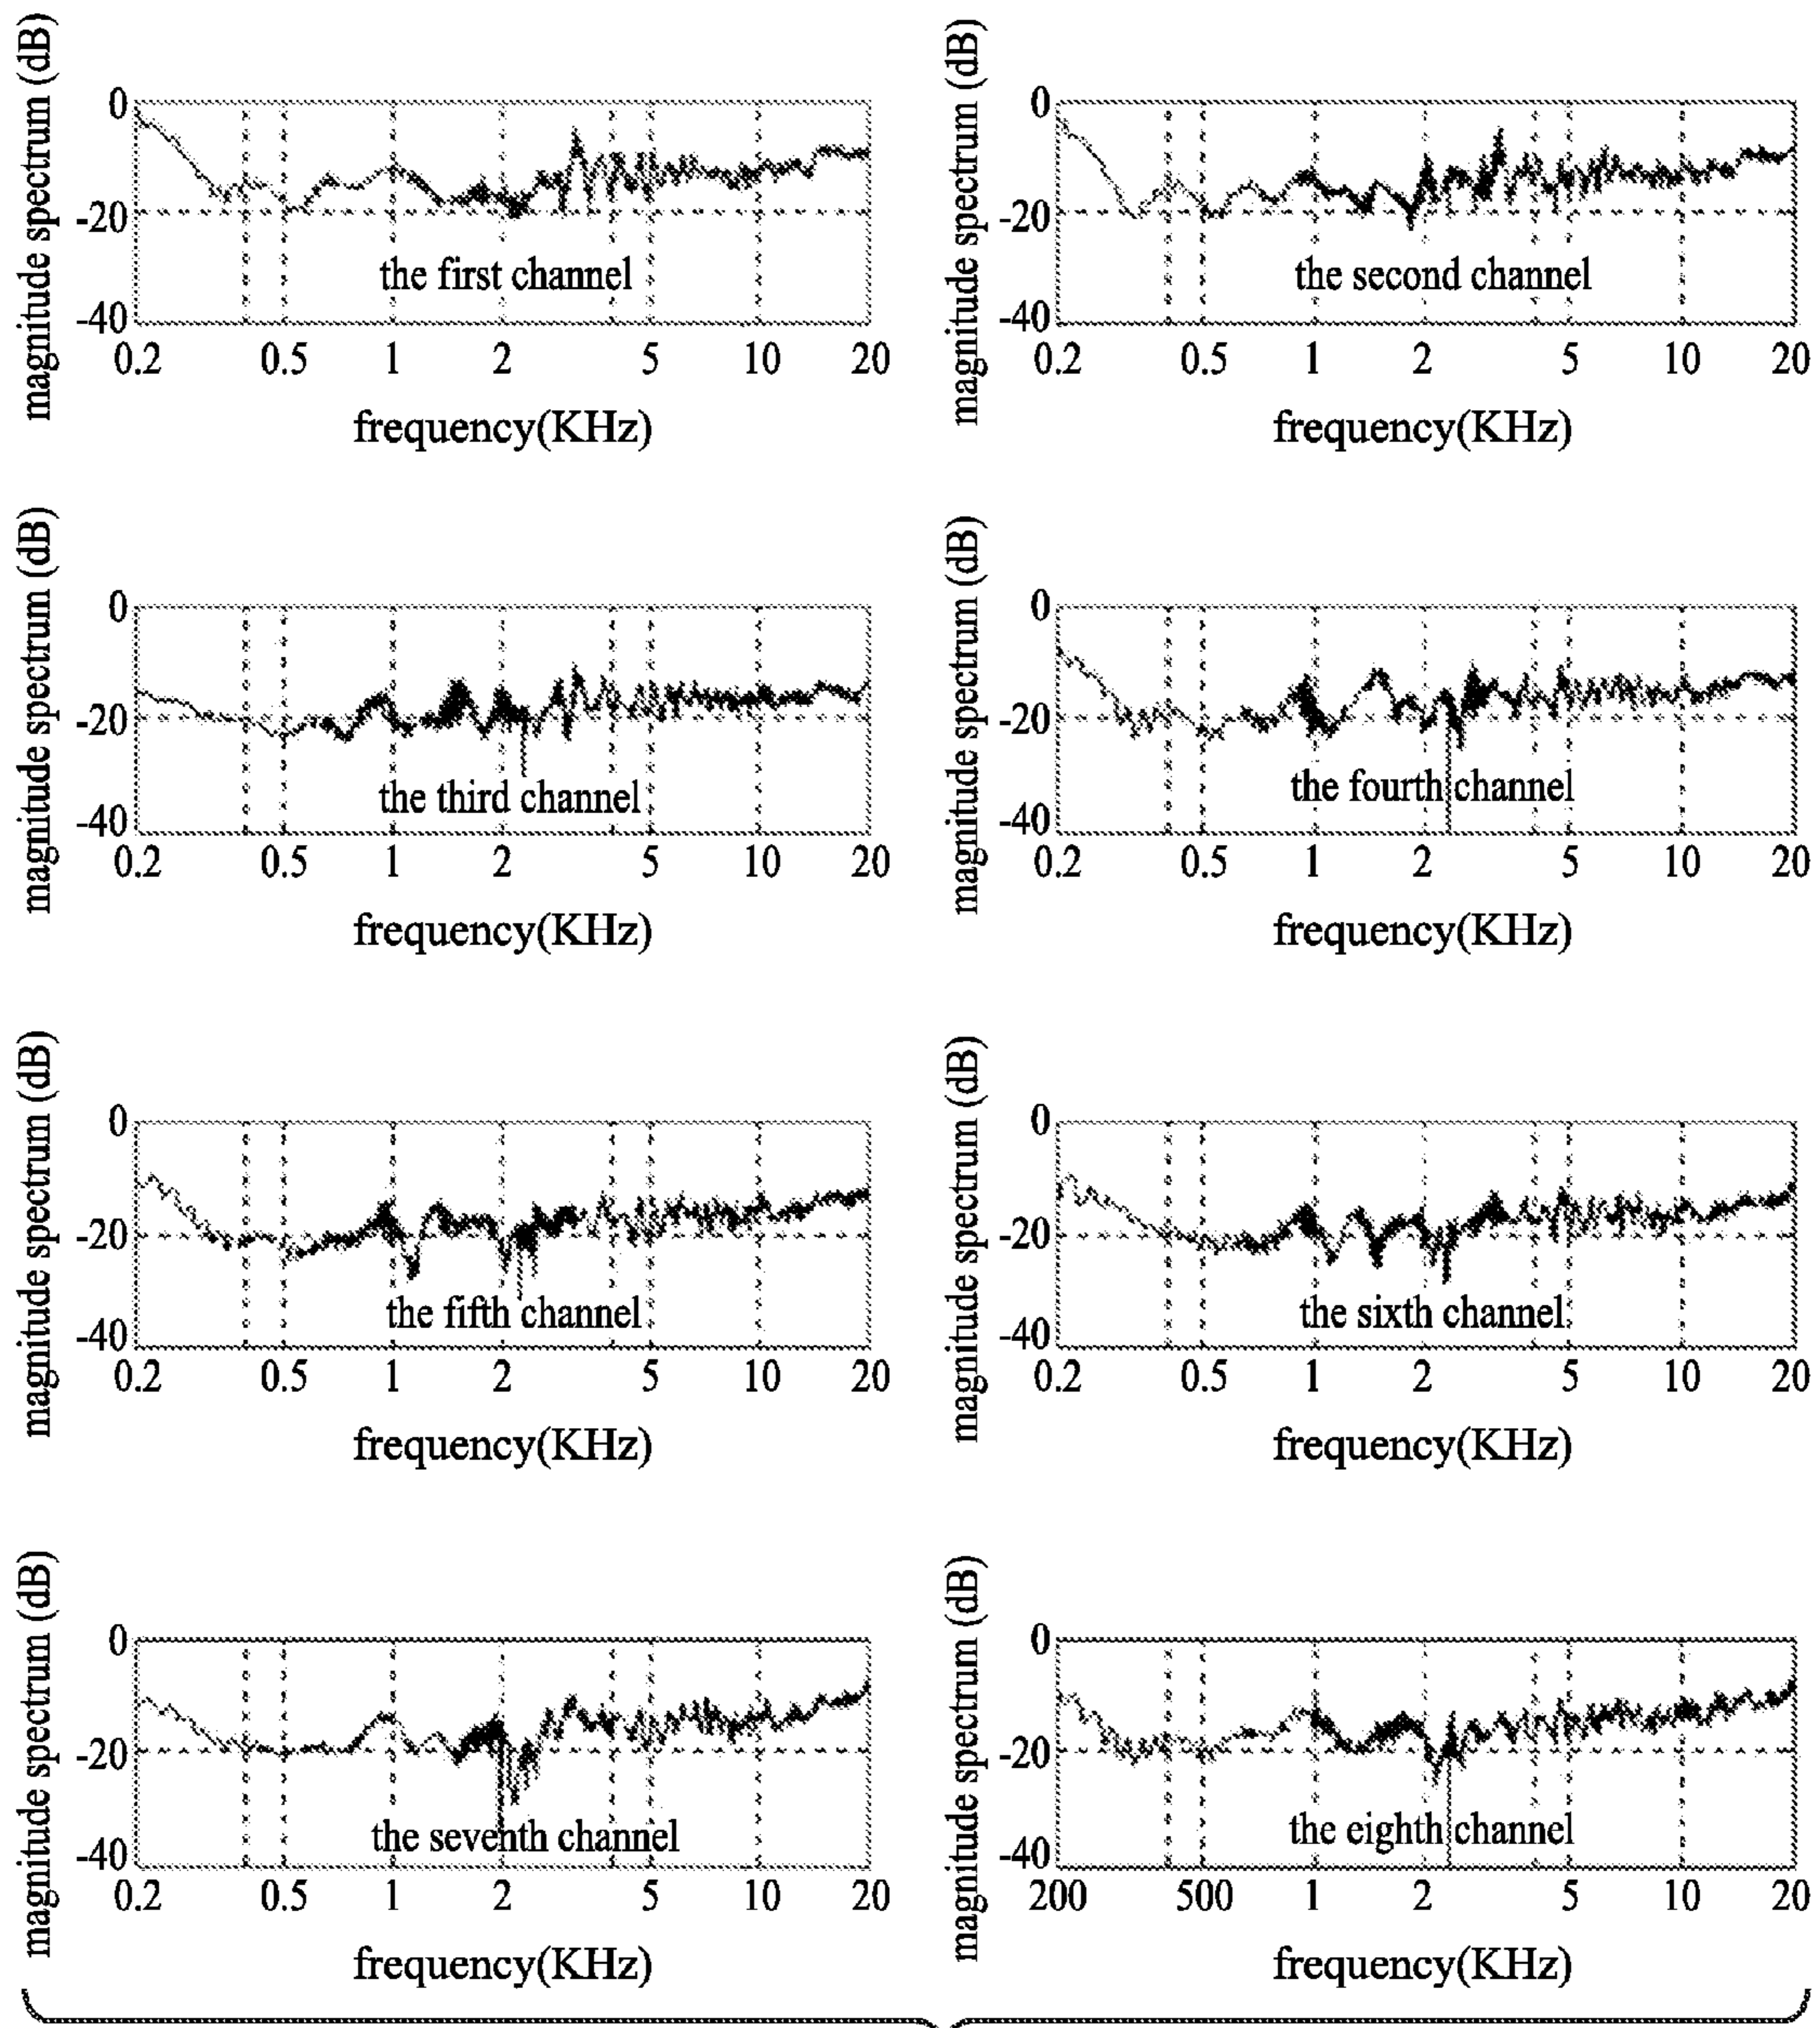 magnitude spectrum (dB)
0
-20
-40
the first channel
0.2 0.5 1 2 5 10 20
frequency(KHz)
magnitude spectrum (dB)
0
-20
-40
the second channel
0.2 0.5 1 2 5 10 20
frequency(KHz)
magnitude spectrum (dB)
0
-20
-40
the third channel
0.2 0.5 1 2 5 10 20
frequency(KHz)
magnitude spectrum (dB)
0
-20
-40
the fourth channel
0.2 0.5 1 2 5 10 20
frequency(KHz)
magnitude spectrum (dB)
0
-20
-40
the fifth channel
0.2 0.5 1 2 5 10 20
frequency(KHz)
magnitude spectrum (dB)
0
-20
-40
the sixth channel
0.2 0.5 1 2 5 10 20
frequency(KHz)
magnitude spectrum (dB)
0
-20
-40
the seventh channel
0.2 0.5 1 2 5 10 20
frequency(KHz)
magnitude spectrum (dB)
0
-20
-40
the eighth channel
200 500 1 2 5 10 20
frequency(KHz)